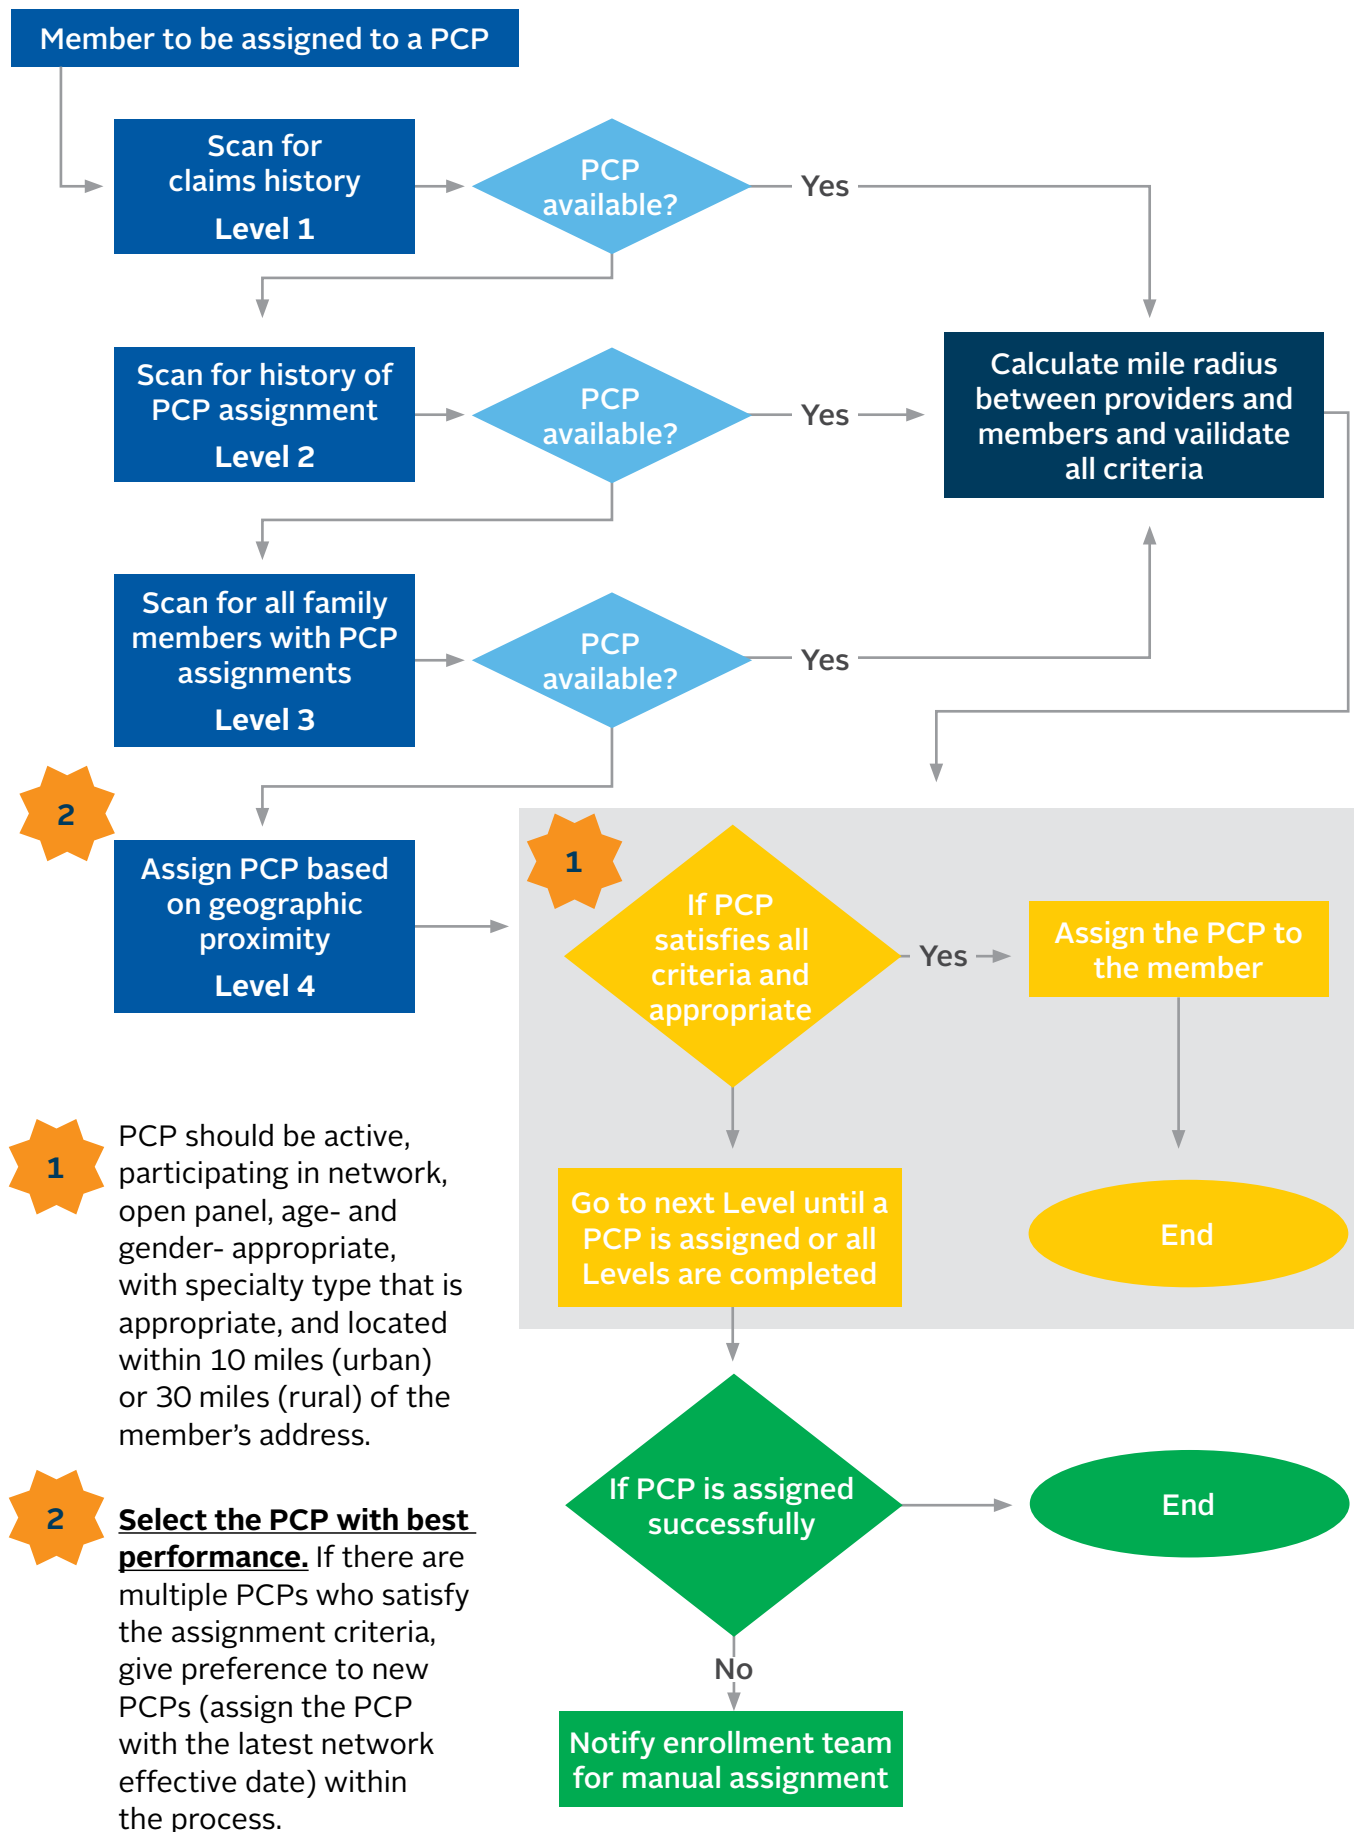 Member to be assigned to a PCP
Scan for
claims history
Level 1
PCP
available?
Yes
Scan for history of
PCP assignment
Level 2
PCP
available?
Yes
Calculate mile radius
between providers and
members and vailidate
all criteria
Scan for all family
members with PCP
assignments
Level 3
PCP
available?
Yes
2
Assign PCP based
on geographic
proximity
Level 4
1
If PCP
satisfies all
criteria and
appropriate
Yes
Assign the PCP to
the member
Go to next Level until a
PCP is assigned or all
Levels are completed
End
If PCP is assigned
successfully
End
No
Notify enrollment team
for manual assignment
1
PCP should be active,
participating in network,
open panel, age- and
gender- appropriate,
with specialty type that is
appropriate, and located
within 10 miles (urban)
or 30 miles (rural) of the
member’s address.
2
Select the PCP with best
performance. If there are
multiple PCPs who satisfy
the assignment criteria,
give preference to new
PCPs (assign the PCP
with the latest network
effective date) within
the process.